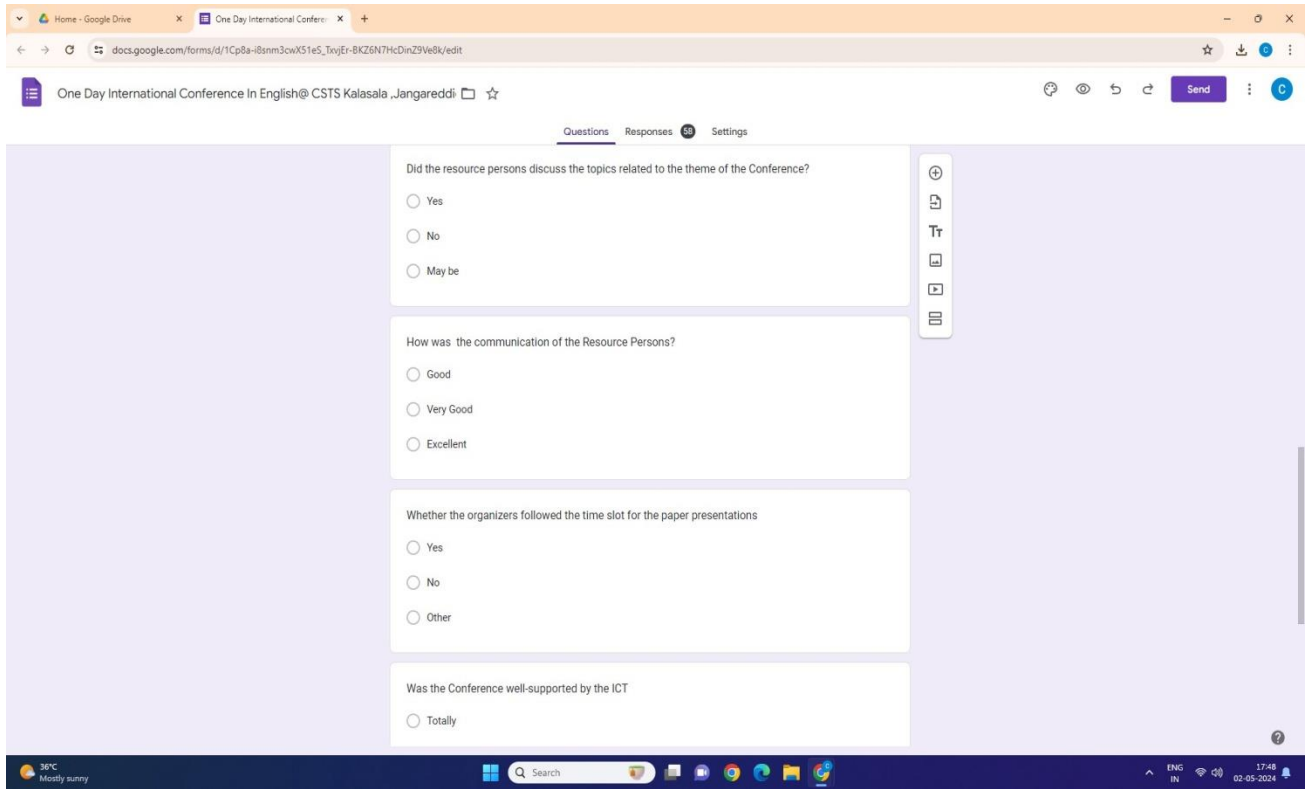 Home - Google Drive
One Day International Confere
docs.google.com/forms/d/1Cp8a-i8snm3cwX51eS_TxvjEr-BKZ6N7HcDinZ9Ve8k/edit
C
One Day International Conference In English@ CSTS Kalasala ,Jangareddi
Send
C
Questions Responses 58 Settings
Did the resource persons discuss the topics related to the theme of the Conference?
Yes
No
May be
How was the communication of the Resource Persons?
Good
Very Good
Excellent
Whether the organizers followed the time slot for the paper presentations
Yes
No
Other
Was the Conference well-supported by the ICT
Totally
Tт
36°C
Mostly sunny
Search
ENG
IN
17:48
02-05-2024